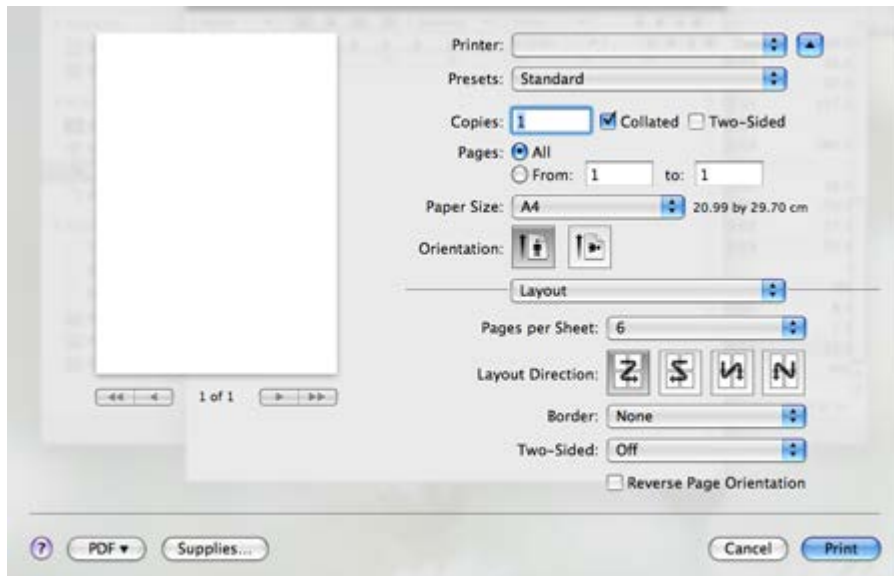 Printer:
Presets: Standard
Copies: 1 Collated Two-Sided
Pages: All
From: 1 to: 1
Paper Size: A4 20.99 by 29.70 cm
Orientation:
Layout
Pages per Sheet: 6
Layout Direction:
1 of 1
Border: None
Two-Sided: Off
Reverse Page Orientation
? PDF Supplies... Cancel Print